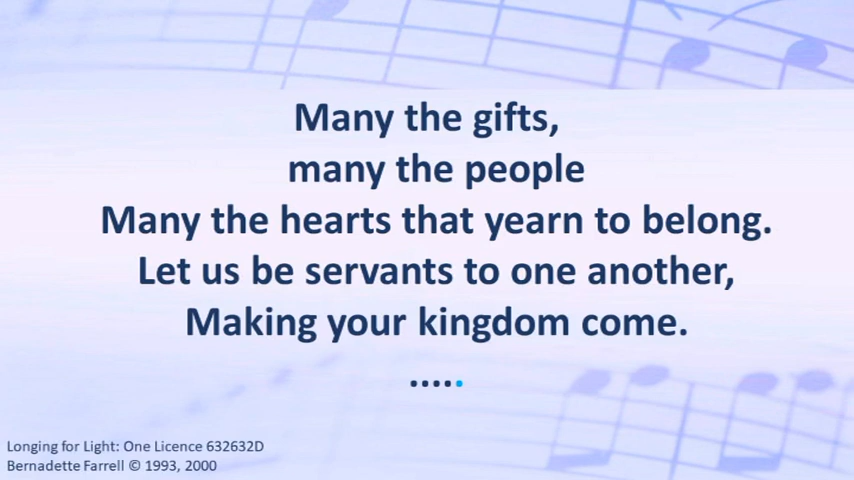 Many the gifts,
many the people
Many the hearts that yearn to belong.
Let us be servants to one another,
Making your kingdom come.
.....
Longing for Light: One Licence 632632D
Bernadette Farrell © 1993, 2000